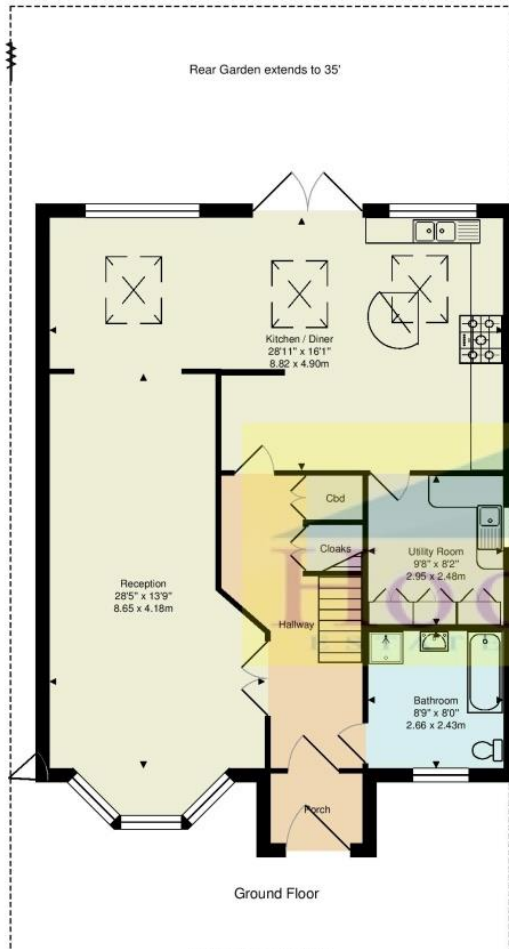 Rear Garden extends to 35'
Kitchen / Diner
28'11" x 16'1"
8.82 x 4.90m
Cbd
Cloaks
Utility Room
9'8" x 8'2"
2.95 x 2.48m
Reception
28'5" x 13'9"
8.65 x 4.18m
Hallway
Bathroom
8'9" x 8'0"
2.66 x 2.43m
Porch
Ground Floor